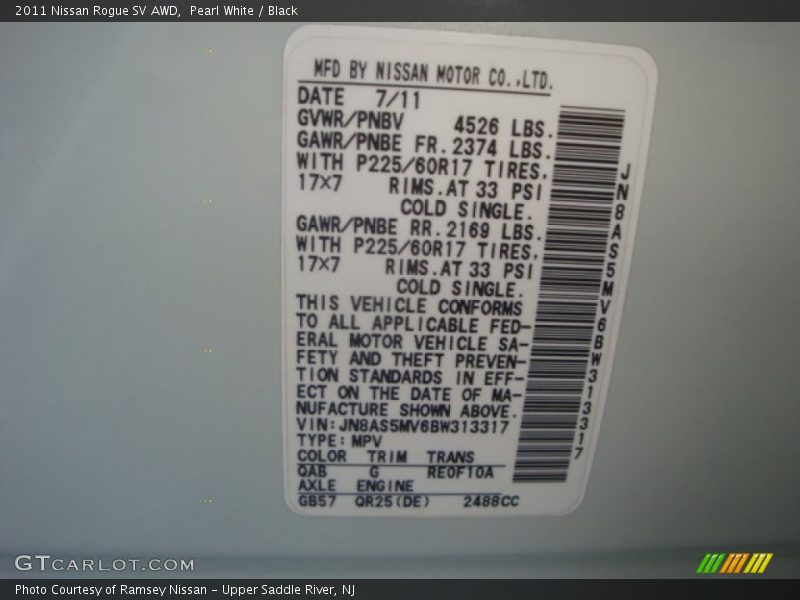 2011 Nissan Rogue SV AWD,  Pearl White / Black
MFD BY NISSAN MOTOR CO.,LTD.
DATE 7/11
GVWR/PNBV 4526 LBS.
GAWR/PNBE FR. 2374 LBS.
WITH P225/60R17 TIRES,
17×7 RIMS.AT 33 PSI
COLD SINGLE.
GAWR/PNBE RR. 2169 LBS.
WITH P225/60R17 TIRES,
17×7 RIMS.AT 33 PSI
COLD SINGLE.
THIS VEHICLE CONFORMS
TO ALL APPLICABLE FED-
ERAL MOTOR VEHICLE SA-
FETY AND THEFT PREVEN-
TION STANDARDS IN EFF-
ECT ON THE DATE OF MA-
NUFACTURE SHOWN ABOVE.
VIN:JN8AS5MV6BW313317
TYPE:MPV
COLOR TRIM TRANS
QAB G RE0F10A
AXLE ENGINE
GB57 QR25(DE) 2488CC
JN8AS5MV6BW313317
GTCARLOT.COM
Photo Courtesy of Ramsey Nissan - Upper Saddle River, NJ